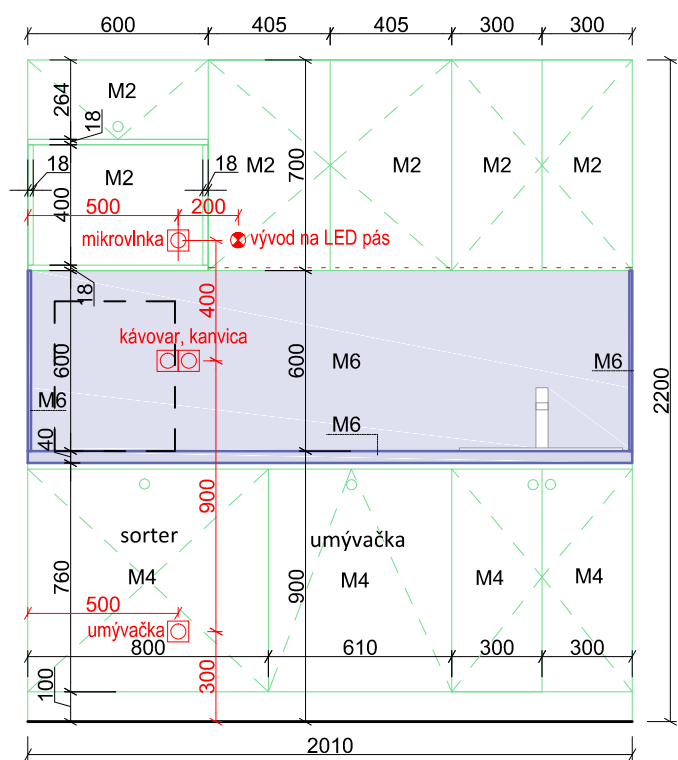 600 405 405 300 300
264
M2
18
18 M2 18 M2 M2 M2 M2
700
400
500 200
mikrovlnka vývod na LED pás
18
400
kávovar, kanvica
600 600 M6 M6
2200
M6
M6
40
900
sorter umývačka
760 M4 M4 M4 M4
900
500
umývačka
800 610 300 300
300
100
2010